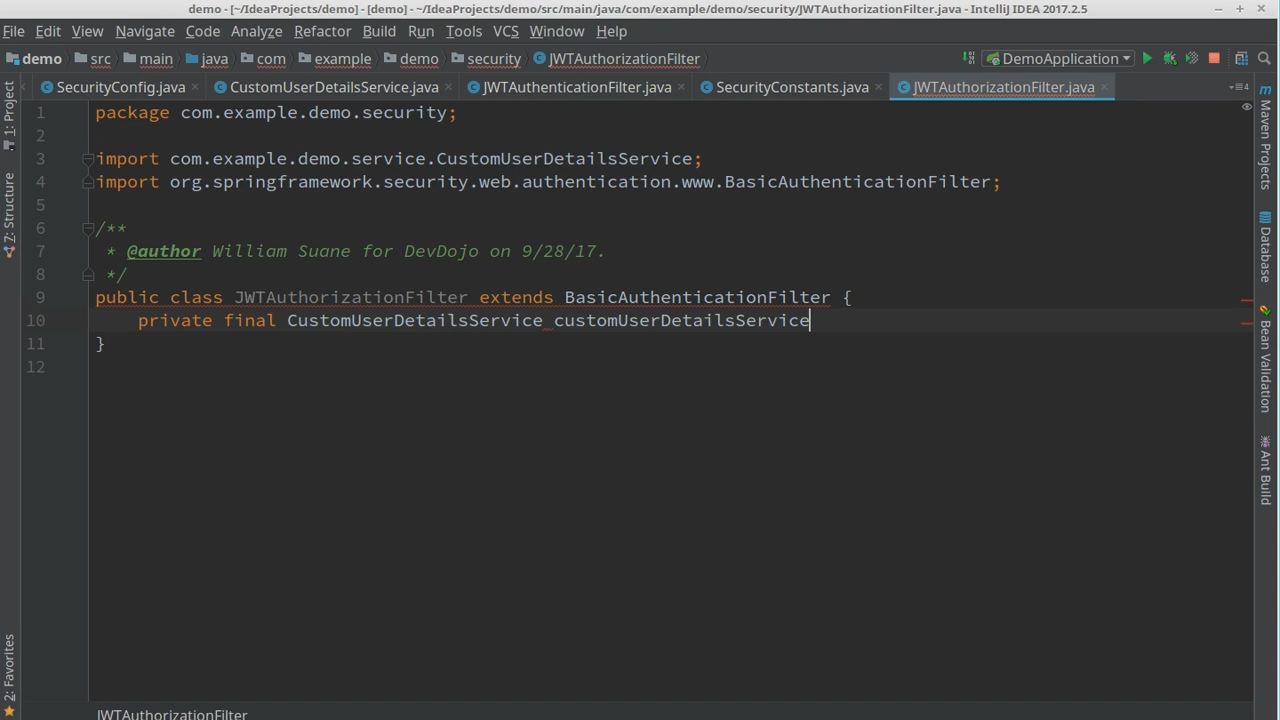 demo - [~/IdeaProjects/demo] - [demo] - ~/IdeaProjects/demo/src/main/java/com/example/demo/security/JWTAuthorizationFilter.java - IntelliJ IDEA 2017.2.5
File Edit View Navigate Code Analyze Refactor Build Run Tools VCS Window Help
demo src main java com example demo security JWTAuthorizationFilter DemoApplication
SecurityConfig.java CustomUserDetailsService.java JWTAuthenticationFilter.java SecurityConstants.java JWTAuthorizationFilter.java
1 package com.example.demo.security;
2
3 import com.example.demo.service.CustomUserDetailsService;
4 import org.springframework.security.web.authentication.www.BasicAuthenticationFilter;
5
6 /**
7 * @author William Suane for DevDojo on 9/28/17.
8 */
9 public class JWTAuthorizationFilter extends BasicAuthenticationFilter {
10 private final CustomUserDetailsService customUserDetailsService
11 }
12
JWTAuthorizationFilter
1: Project
7: Structure
2: Favorites
Maven Projects
Database
Bean Validation
Ant Build